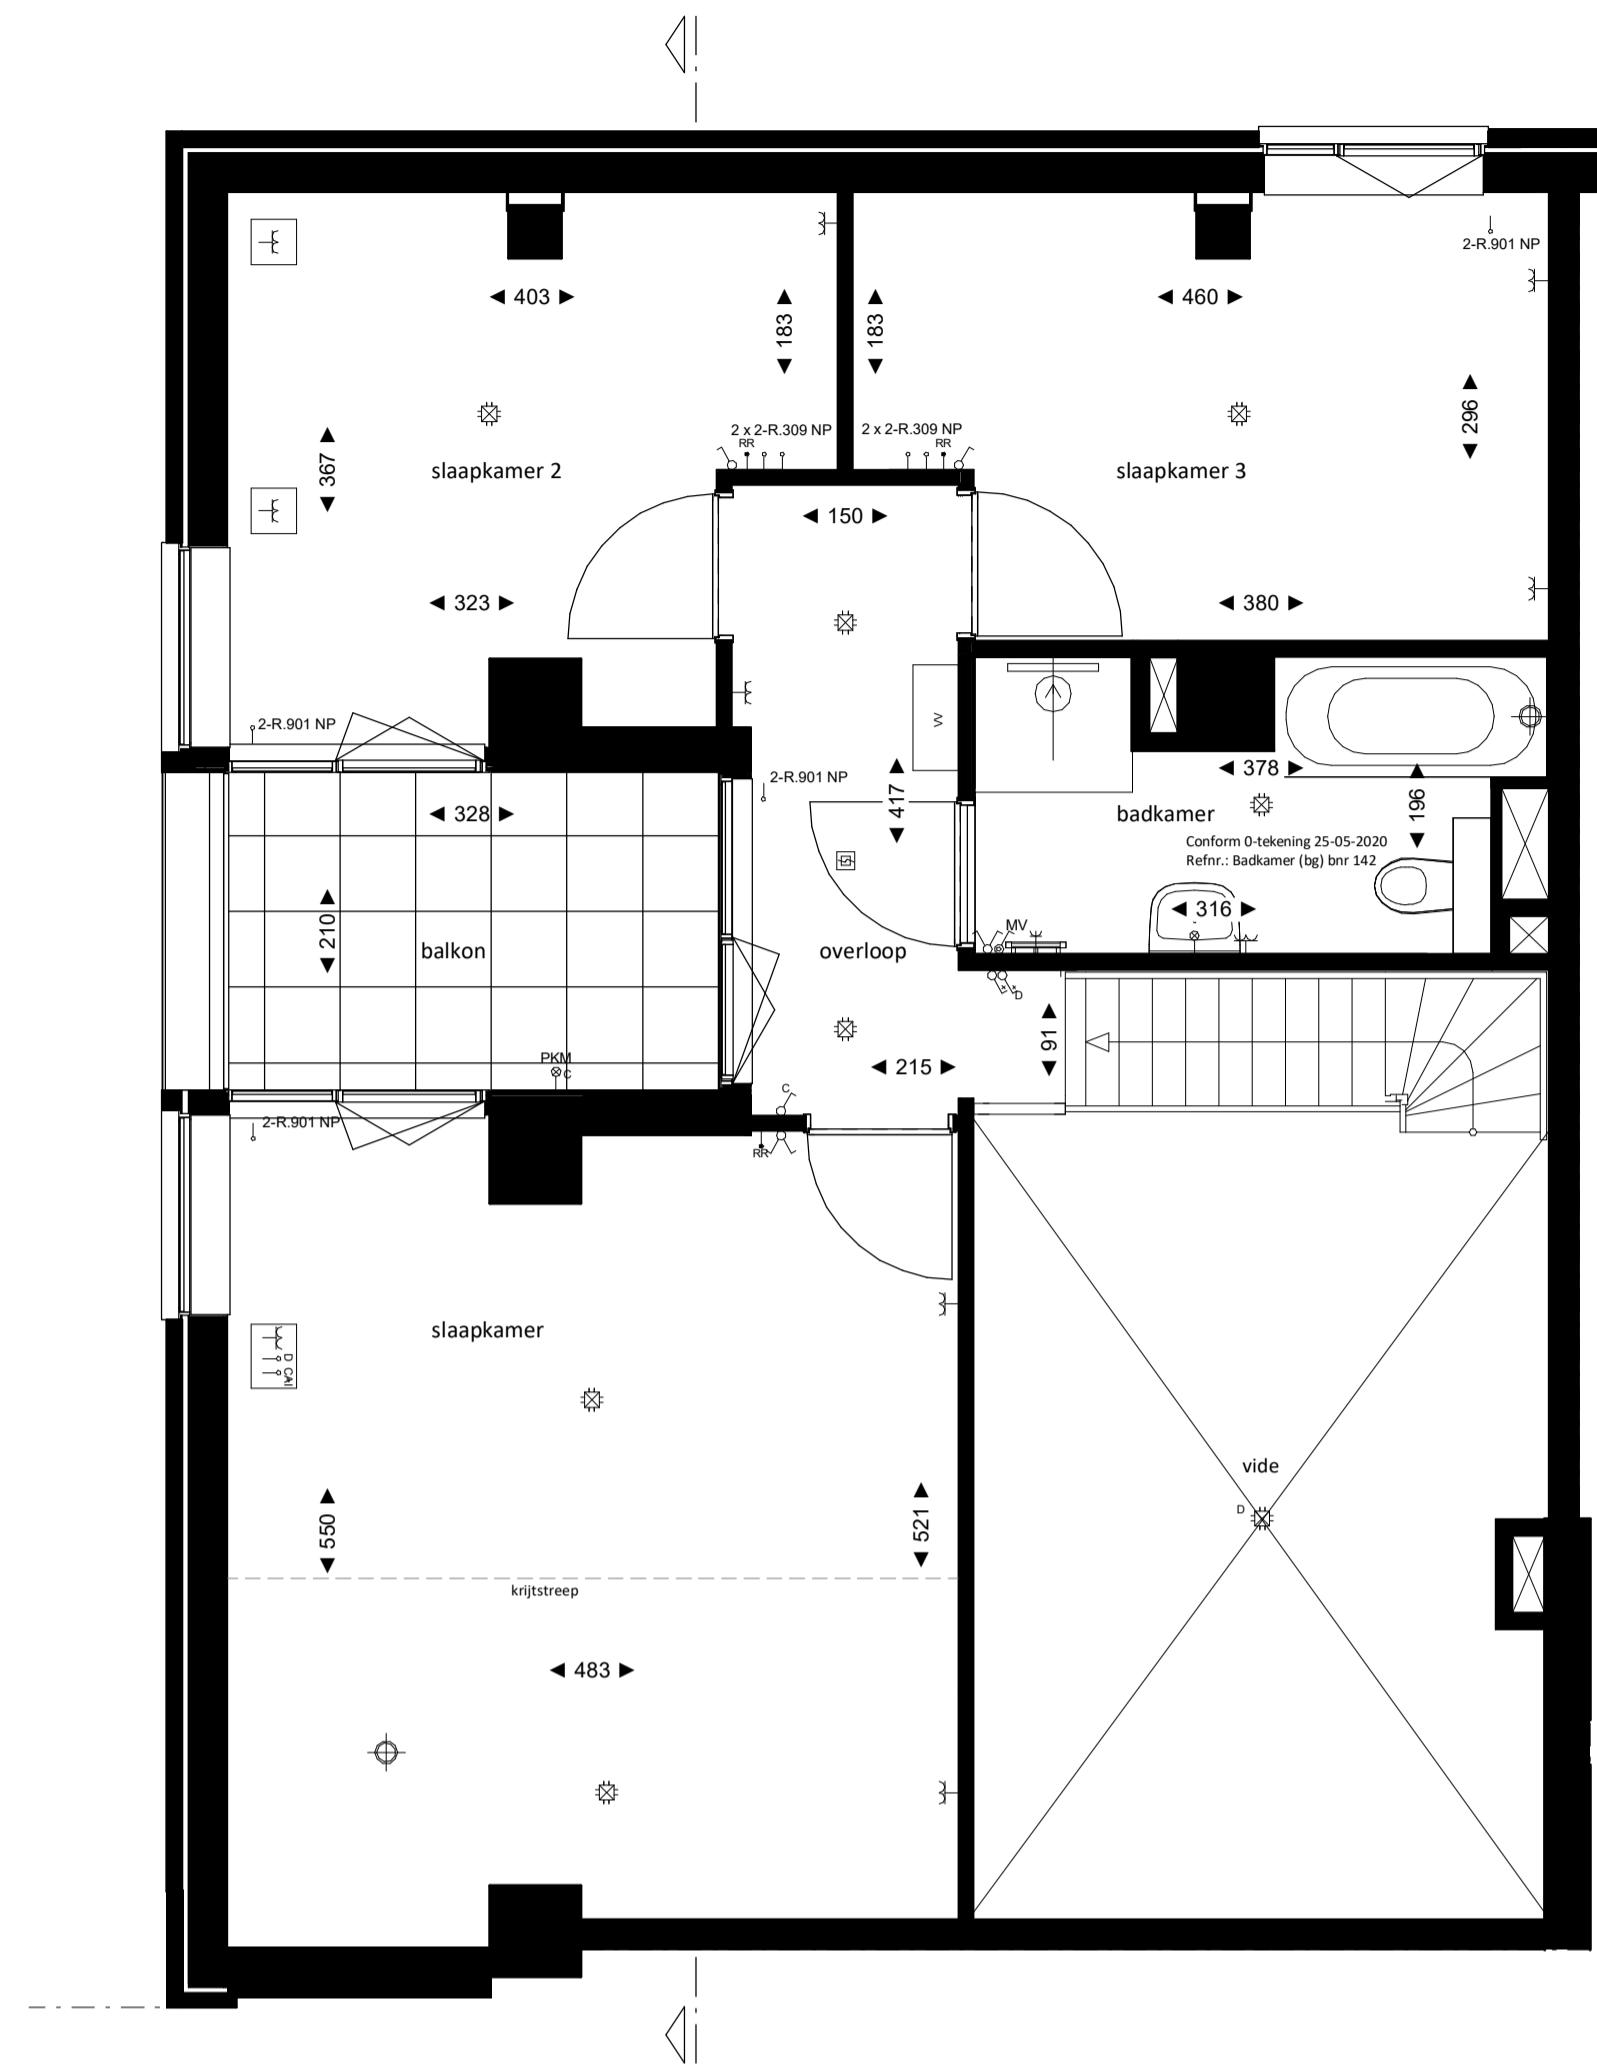 2-R.901 NP
◄ 403 ►
◄ 183 ►
◄ 183 ►
◄ 460 ►
◄ 296 ►
2 x 2-R.309 NP
RR
2 x 2-R.309 NP
RR
◄ 367 ►
slaapkamer 2
slaapkamer 3
◄ 150 ►
◄ 323 ►
◄ 380 ►
2-R.901 NP
VV
2-R.901 NP
◄ 417 ►
◄ 378 ►
◄ 328 ►
badkamer
◄ 196 ►
Conform 0-tekening 25-05-2020
Refnr.: Badkamer (bg) bnr 142
◄ 316 ►
◄ 210 ►
balkon
overloop
MV
D
◄ 91 ►
PKM
C
◄ 215 ►
C
2-R.901 NP
RR
slaapkamer
D CAI
vide
D
◄ 550 ►
◄ 521 ►
krijtstreep
◄ 483 ►